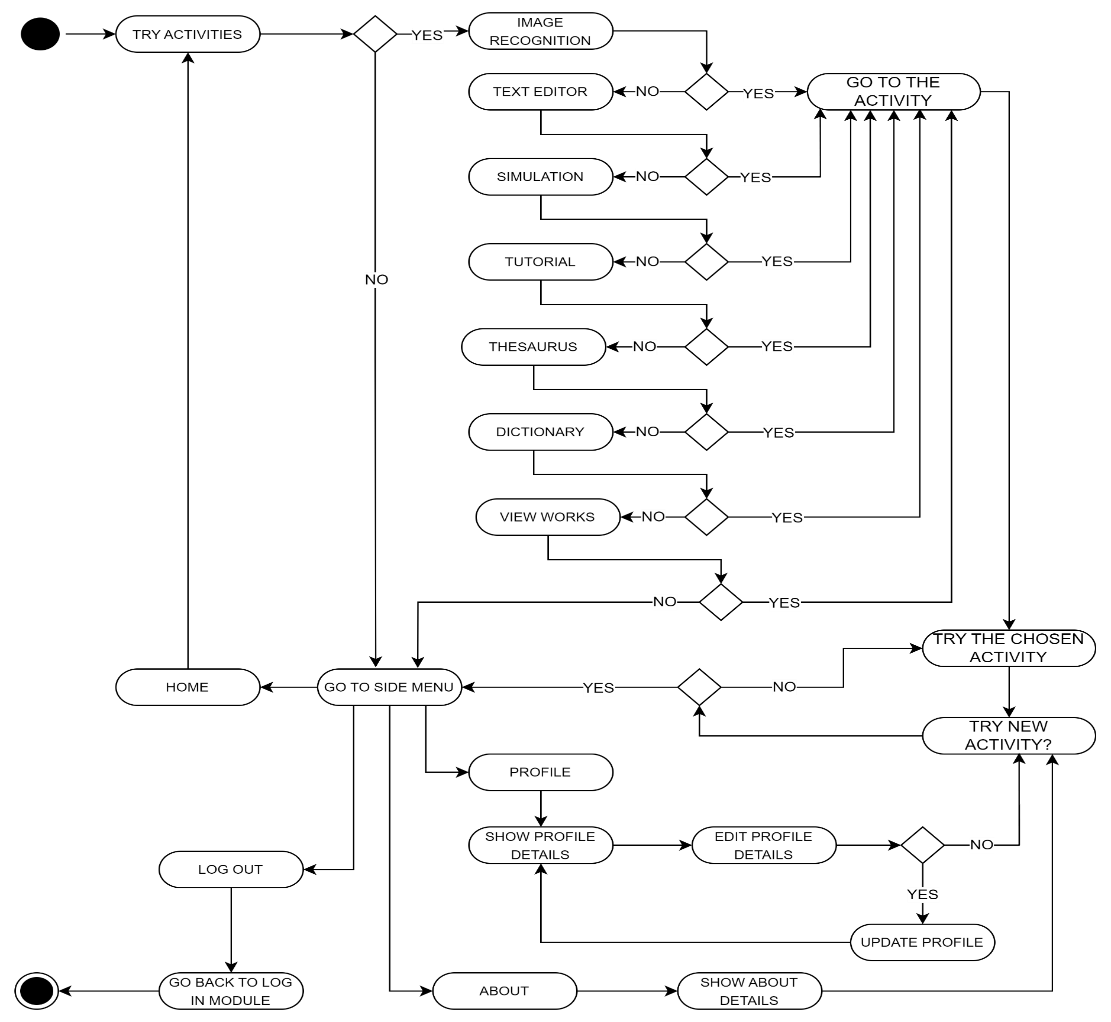 TRY ACTIVITIES
YES
IMAGE
RECOGNITION
TEXT EDITOR
NO
YES
GO TO THE
ACTIVITY
SIMULATION
NO
YES
TUTORIAL
NO
YES
NO
THESAURUS
NO
YES
DICTIONARY
NO
YES
VIEW WORKS
NO
YES
NO
YES
TRY THE CHOSEN
ACTIVITY
HOME
GO TO SIDE MENU
YES
NO
TRY NEW
ACTIVITY?
PROFILE
SHOW PROFILE
DETAILS
EDIT PROFILE
DETAILS
NO
LOG OUT
YES
UPDATE PROFILE
GO BACK TO LOG
IN MODULE
ABOUT
SHOW ABOUT
DETAILS